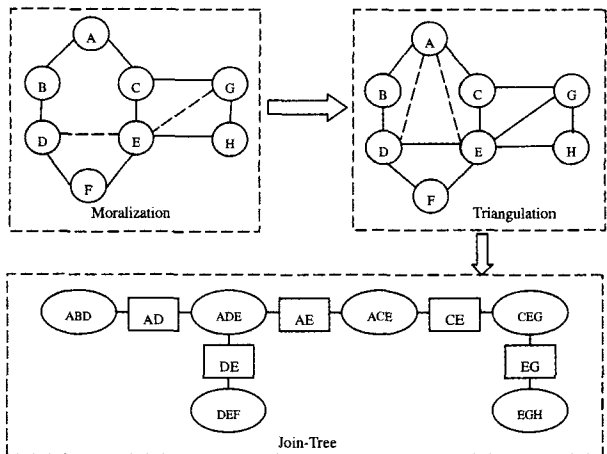 A
B
C
G
D
E
H
F
Moralization
A
B
C
G
D
E
H
F
Triangulation
ABD
AD
ADE
AE
ACE
CE
CEG
DE
EG
DEF
EGH
Join-Tree